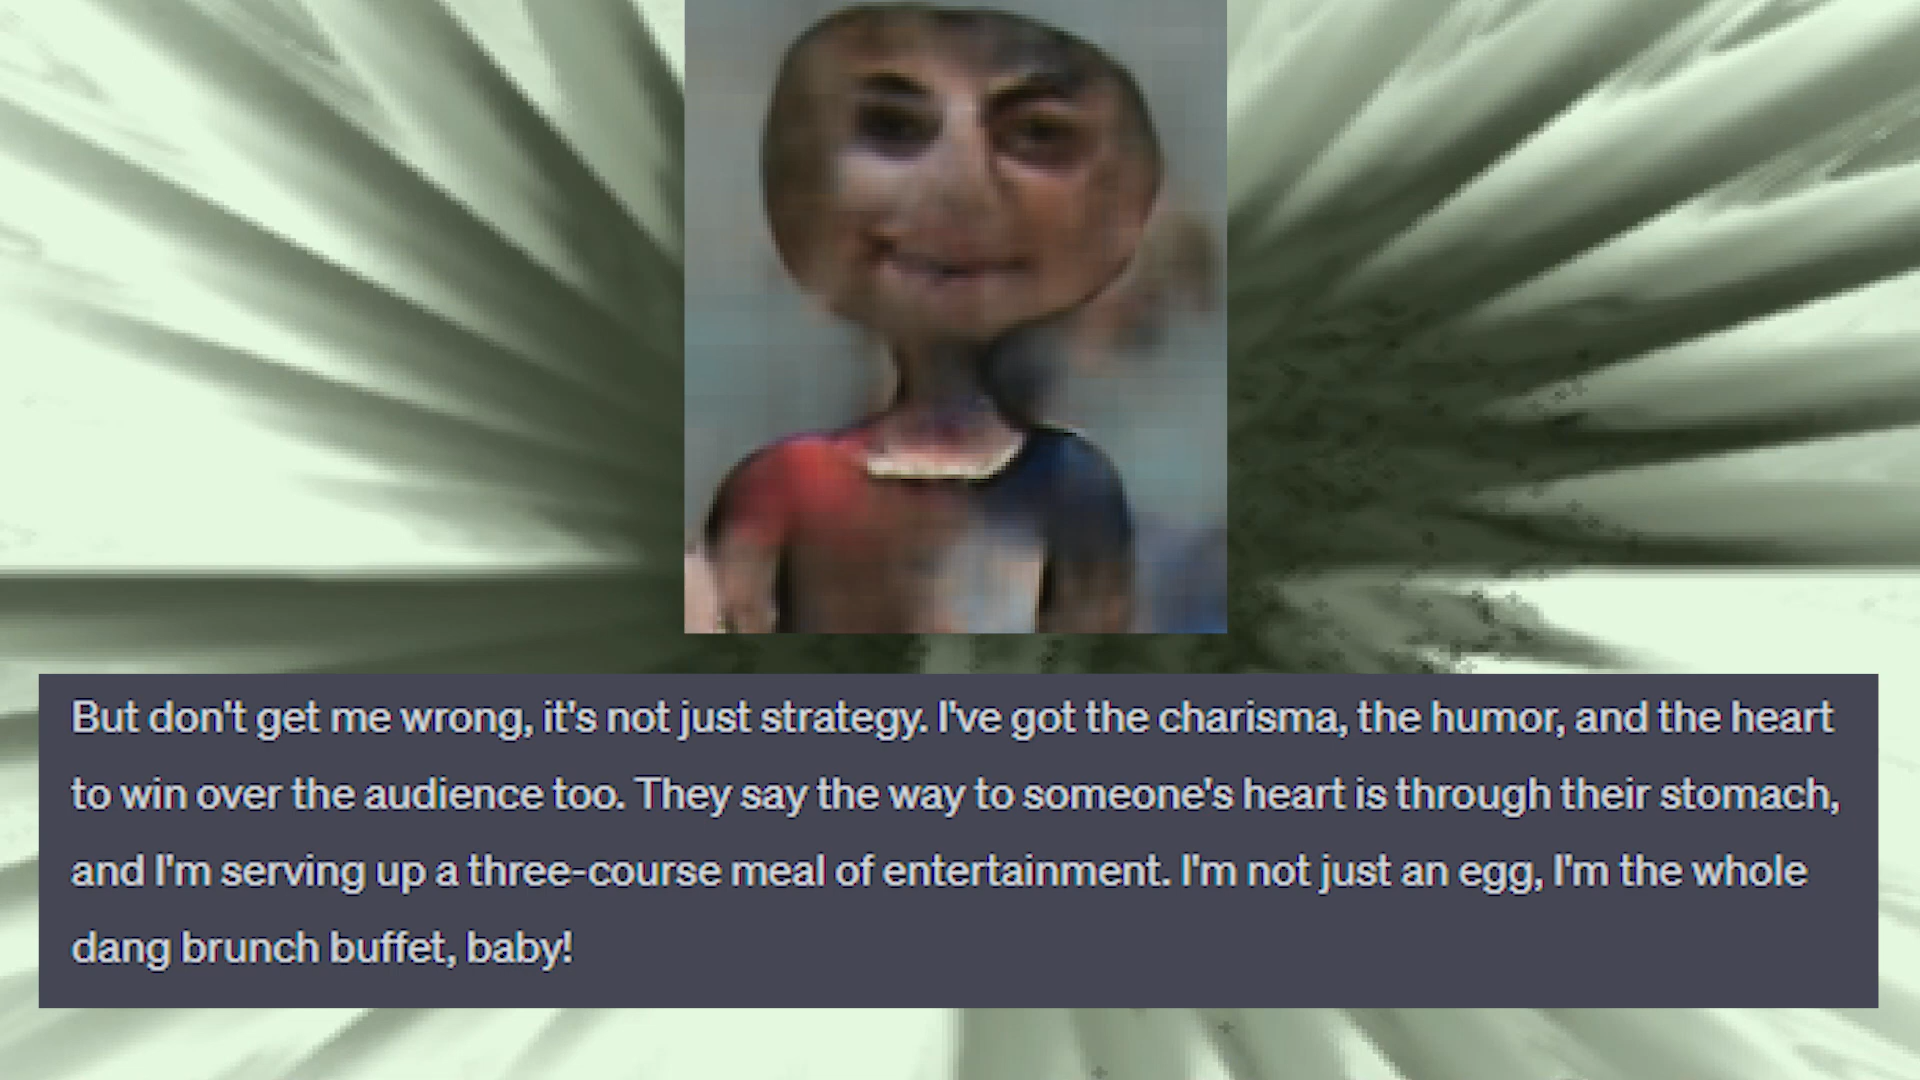 But don't get me wrong, it's not just strategy. I've got the charisma, the humor, and the heart
to win over the audience too. They say the way to someone's heart is through their stomach,
and I'm serving up a three-course meal of entertainment. I'm not just an egg, I'm the whole
dang brunch buffet, baby!